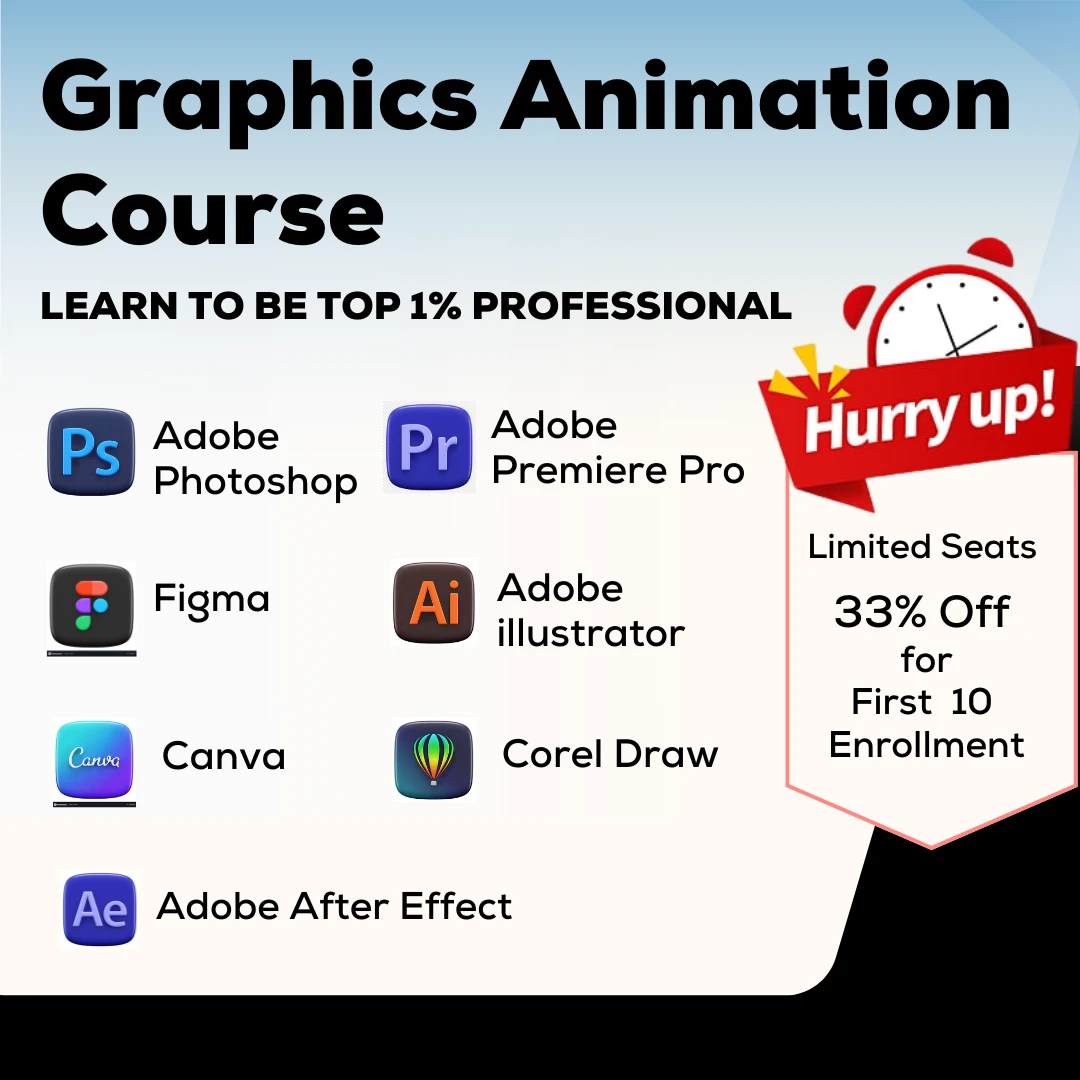 Graphics Animation
Course
LEARN TO BE TOP 1% PROFESSIONAL
Ps
Adobe
Photoshop
Pr
Adobe
Premiere Pro
Hurry up!
Limited Seats
33% Off
for
First 10
Enrollment
Figma
Ai
Adobe
illustrator
Canva
Canva
Corel Draw
Ae
Adobe After Effect